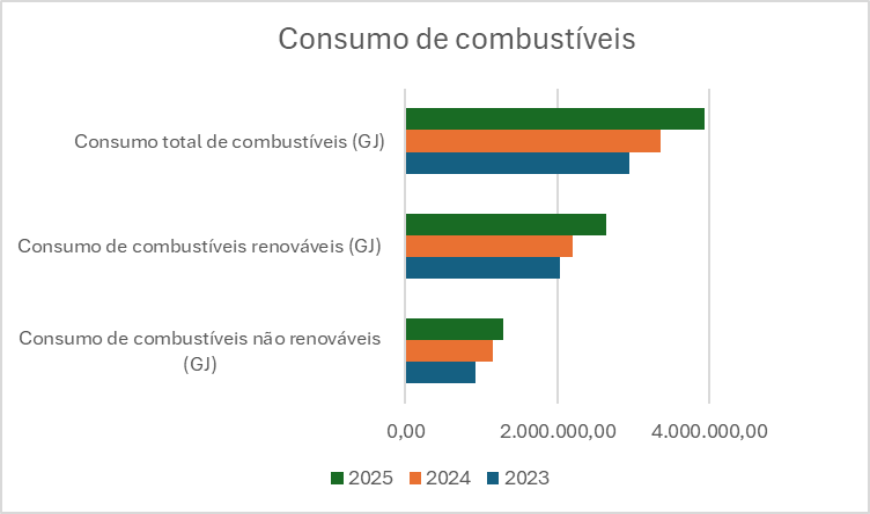 Consumo de combustíveis
Consumo total de combustíveis (GJ)
Consumo de combustíveis renováveis (GJ)
Consumo de combustíveis não renováveis
(GJ)
0,00 2.000.000,00 4.000.000,00
2025 2024 2023